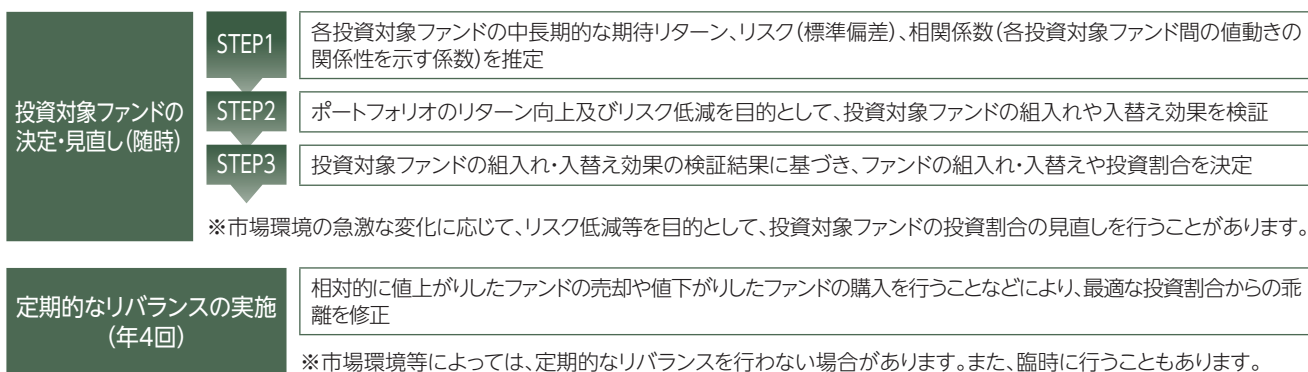 投資対象ファンドの
決定・見直し(随時)
STEP1
各投資対象ファンドの中長期的な期待リターン、リスク(標準偏差)、相関係数(各投資対象ファンド間の値動きの
関係性を示す係数)を推定
STEP2
ポートフォリオのリターン向上及びリスク低減を目的として、投資対象ファンドの組入れや入替え効果を検証
STEP3
投資対象ファンドの組入れ・入替え効果の検証結果に基づき、ファンドの組入れ・入替えや投資割合を決定
※市場環境の急激な変化に応じて、リスク低減等を目的として、投資対象ファンドの投資割合の見直しを行うことがあります。
定期的なリバランスの実施
(年4回)
相対的に値上がりしたファンドの売却や値下がりしたファンドの購入を行うことなどにより、最適な投資割合からの乖
離を修正
※市場環境等によっては、定期的なリバランスを行わない場合があります。また、臨時に行うこともあります。